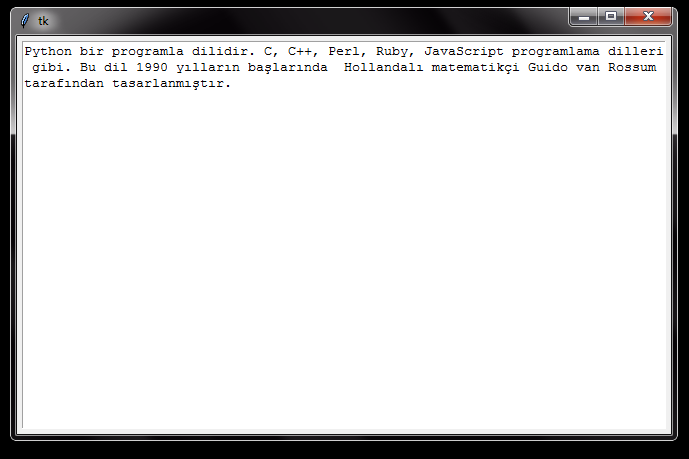 tk
Python bir programla dilidir. C, C++, Perl, Ruby, JavaScript programlama dilleri
gibi. Bu dil 1990 yılların başlarında  Hollandalı matematikçi Guido van Rossum
tarafından tasarlanmıştır.